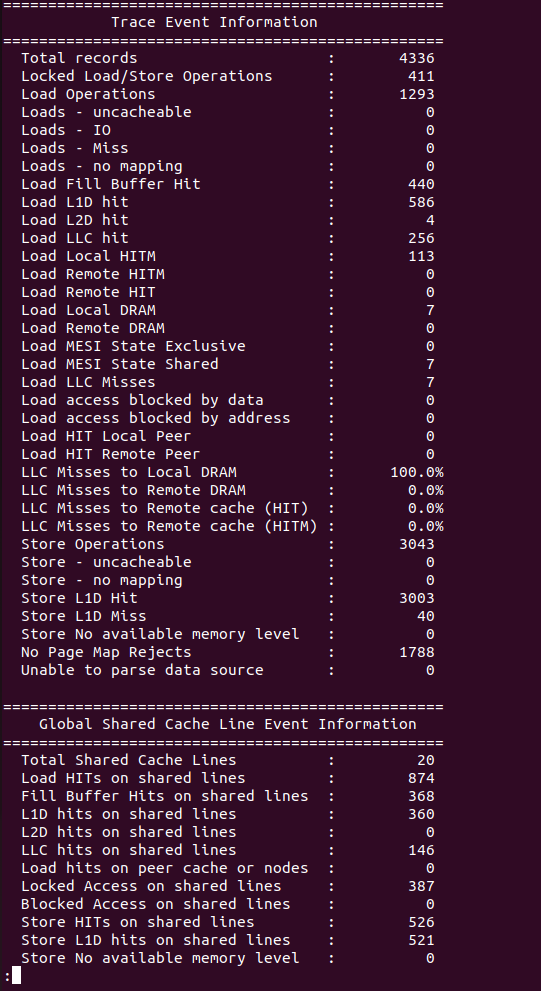 =================================================
            Trace Event Information
=================================================
  Total records                     :       4336
  Locked Load/Store Operations      :        411
  Load Operations                   :       1293
  Loads - uncacheable               :          0
  Loads - IO                        :          0
  Loads - Miss                      :          0
  Loads - no mapping                :          0
  Load Fill Buffer Hit              :        440
  Load L1D hit                      :        586
  Load L2D hit                      :          4
  Load LLC hit                      :        256
  Load Local HITM                   :        113
  Load Remote HITM                  :          0
  Load Remote HIT                   :          0
  Load Local DRAM                   :          7
  Load Remote DRAM                  :          0
  Load MESI State Exclusive         :          0
  Load MESI State Shared            :          7
  Load LLC Misses                   :          7
  Load access blocked by data       :          0
  Load access blocked by address    :          0
  Load HIT Local Peer               :          0
  Load HIT Remote Peer              :          0
  LLC Misses to Local DRAM          :      100.0%
  LLC Misses to Remote DRAM         :        0.0%
  LLC Misses to Remote cache (HIT)  :        0.0%
  LLC Misses to Remote cache (HITM) :        0.0%
  Store Operations                  :       3043
  Store - uncacheable               :          0
  Store - no mapping                :          0
  Store L1D Hit                     :       3003
  Store L1D Miss                    :         40
  Store No available memory level   :          0
  No Page Map Rejects               :       1788
  Unable to parse data source       :          0

=================================================
    Global Shared Cache Line Event Information
=================================================
  Total Shared Cache Lines          :         20
  Load HITs on shared lines         :        874
  Fill Buffer Hits on shared lines  :        368
  L1D hits on shared lines          :        360
  L2D hits on shared lines          :          0
  LLC hits on shared lines          :        146
  Load hits on peer cache or nodes  :          0
  Locked Access on shared lines     :        387
  Blocked Access on shared lines    :          0
  Store HITs on shared lines        :        526
  Store L1D hits on shared lines    :        521
  Store No available memory level   :          0
: